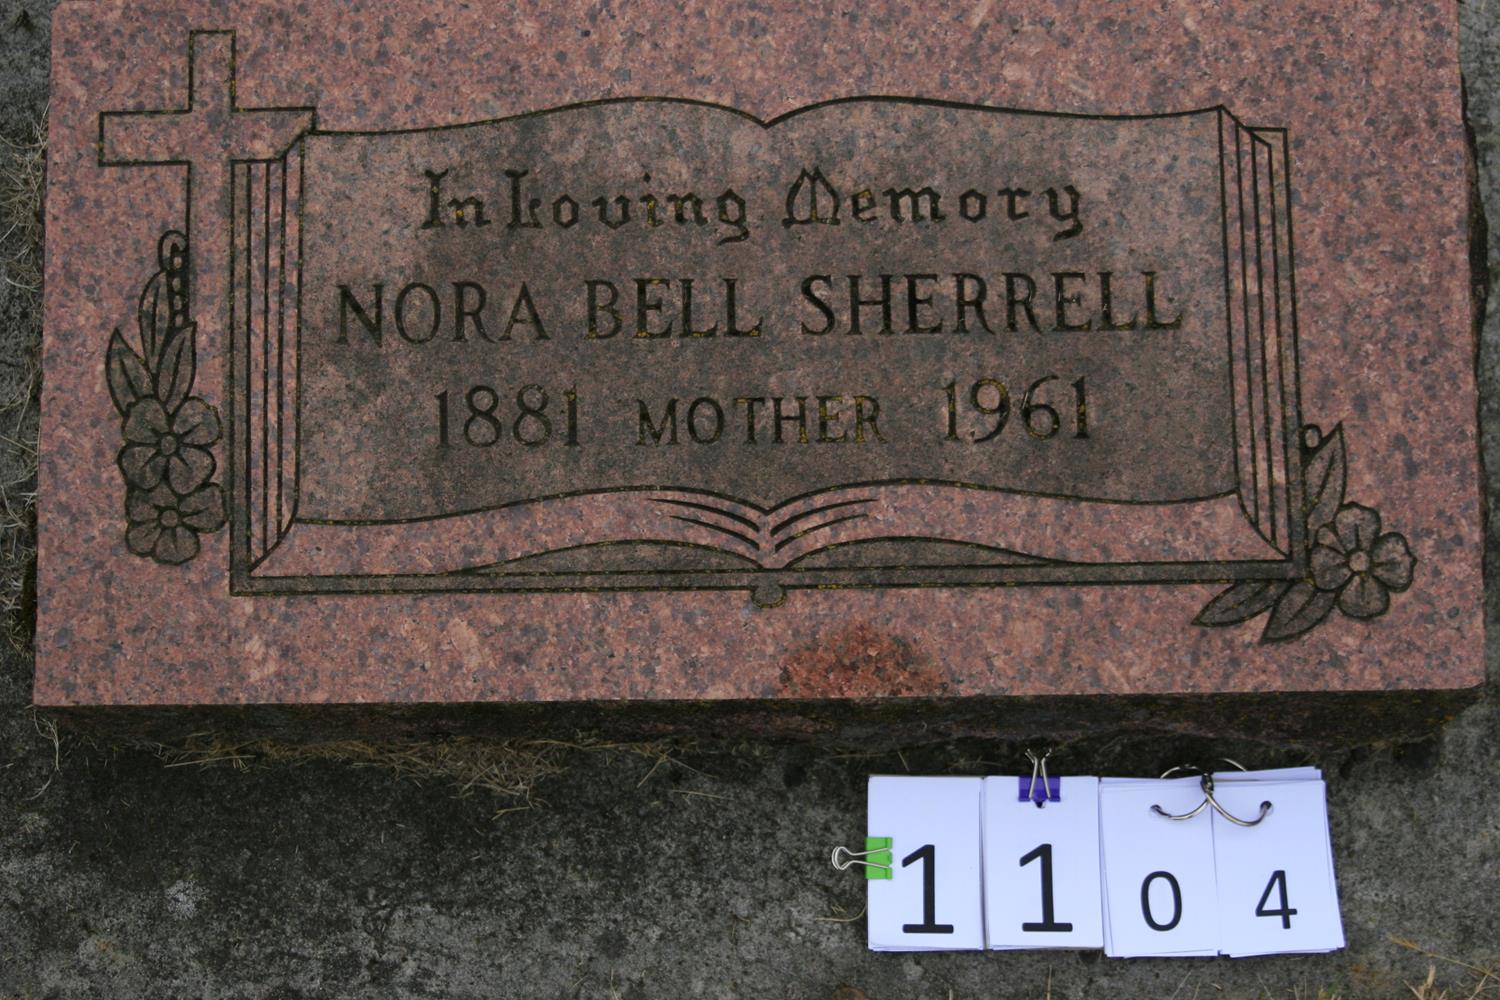 In Loving Memory
NORA BELL SHERRELL
1881 MOTHER 1961
1104